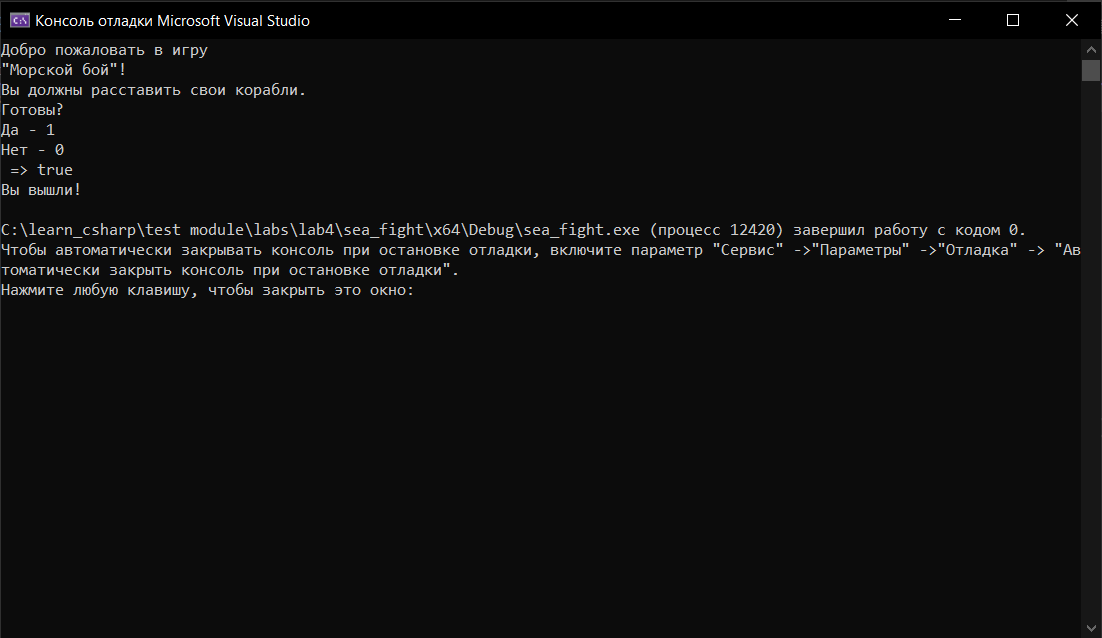 Консоль отладки Microsoft Visual Studio
Добро пожаловать в игру
"Морской бой"!
Вы должны расставить свои корабли.
Готовы?
Да - 1
Нет - 0
 => true
Вы вышли!
C:\learn_csharp\test module\labs\lab4\sea_fight\x64\Debug\sea_fight.exe (процесс 12420) завершил работу с кодом 0.
Чтобы автоматически закрывать консоль при остановке отладки, включите параметр "Сервис" ->"Параметры" ->"Отладка" -> "Ав
томатически закрыть консоль при остановке отладки".
Нажмите любую клавишу, чтобы закрыть это окно: